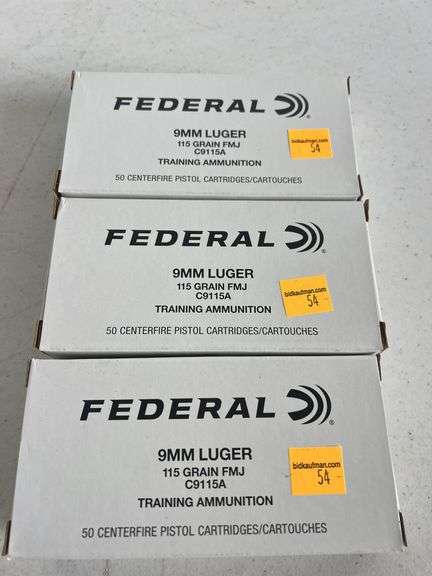 FEDERAL®
9MM LUGER
115 GRAIN FMJ
C9115A
TRAINING AMMUNITION
50 CENTERFIRE PISTOL CARTRIDGES/CARTOUCHES
bidkaufman.com
54
FEDERAL®
9MM LUGER
115 GRAIN FMJ
C9115A
TRAINING AMMUNITION
50 CENTERFIRE PISTOL CARTRIDGES/CARTOUCHES
bidkaufman.com
54
FEDERAL®
9MM LUGER
115 GRAIN FMJ
C9115A
TRAINING AMMUNITION
50 CENTERFIRE PISTOL CARTRIDGES/CARTOUCHES
bidkaufman.com
54